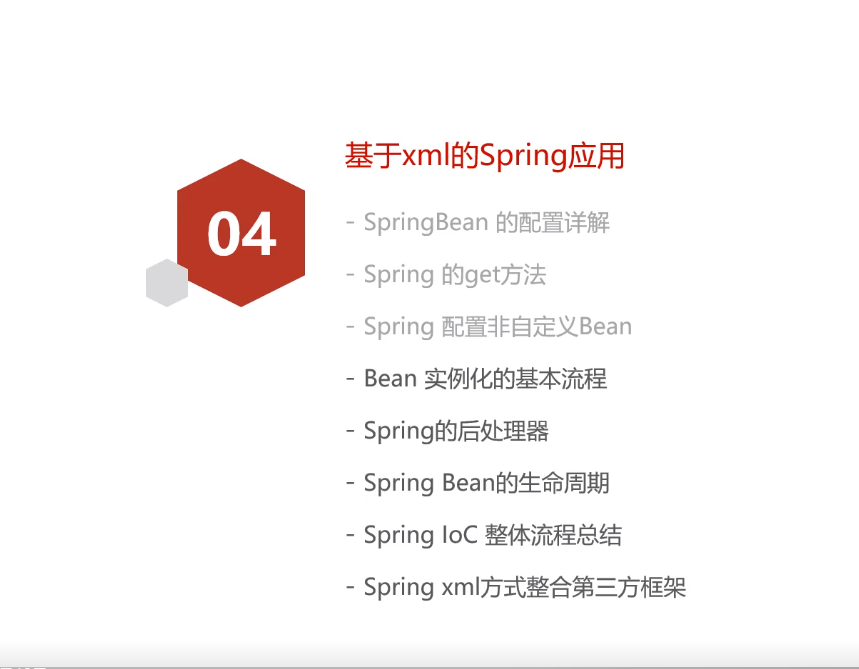 基于xml的Spring应用
04
- SpringBean 的配置详解
- Spring 的get方法
- Spring 配置非自定义Bean
- Bean 实例化的基本流程
- Spring的后处理器
- Spring Bean的生命周期
- Spring IoC 整体流程总结
- Spring xml方式整合第三方框架